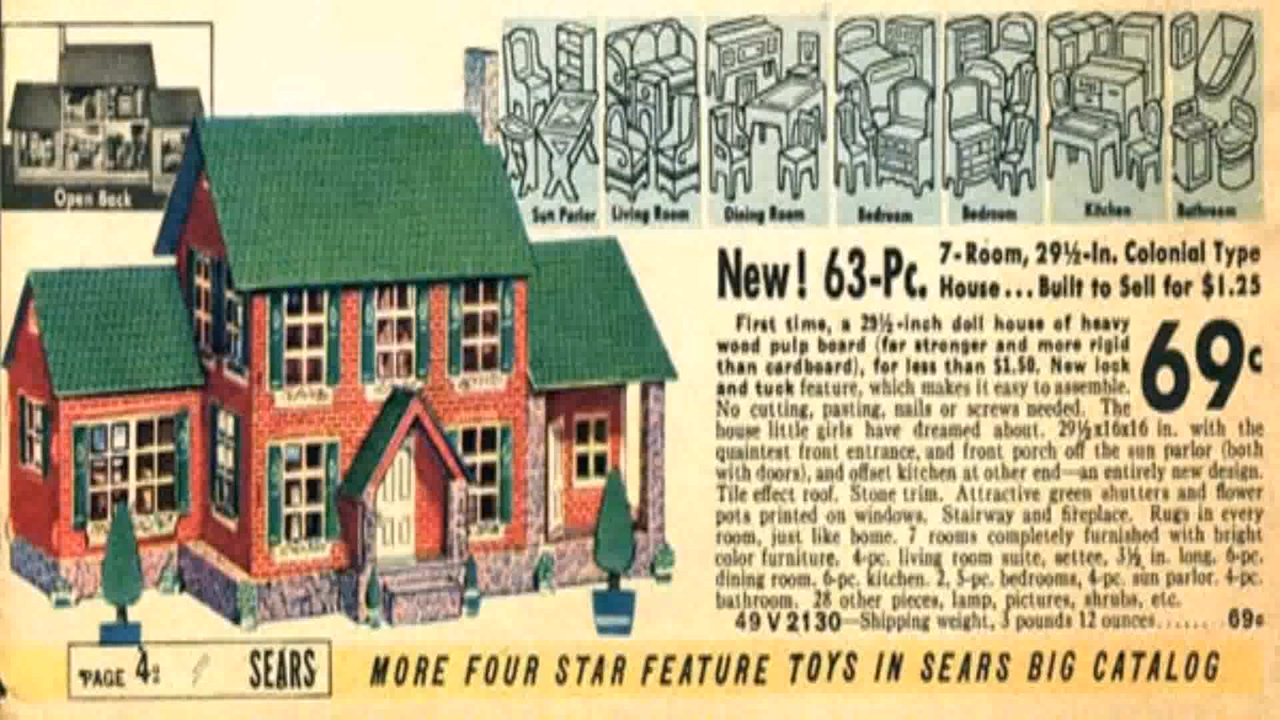 Open Back
Sun Parlor Living Room Dining Room Bedroom Bedroom Kitchen Bathroom
New! 63-Pc. 7-Room, 29½-In. Colonial Type
House...Built to Sell for $1.25
First time, a 29½-inch doll house of heavy
wood pulp board (far stronger and more rigid
than cardboard), for less than $1.50. New lock
and tuck feature, which makes it easy to assemble.
69c
No cutting, pasting, nails or screws needed. The
house little girls have dreamed about. 29½x16x16 in. with the
quaintest front entrance, and front porch off the sun parlor (both
with doors), and offset kitchen at other end—an entirely new design.
Tile effect roof. Stone trim. Attractive green shutters and flower
pots printed on windows. Stairway and fireplace. Rugs in every
room, just like home. 7 rooms completely furnished with bright
color furniture. 4-pc. living room suite, settee, 3½ in. long. 6-pc.
dining room. 6-pc. kitchen. 2, 5-pc. bedrooms, 4-pc. sun parlor. 4-pc.
bathroom. 28 other pieces, lamp, pictures, shrubs, etc.
49 V 2130—Shipping weight, 3 pounds 12 ounces...... 69c
PAGE SEARS MORE FOUR STAR FEATURE TOYS IN SEARS BIG CATALOG